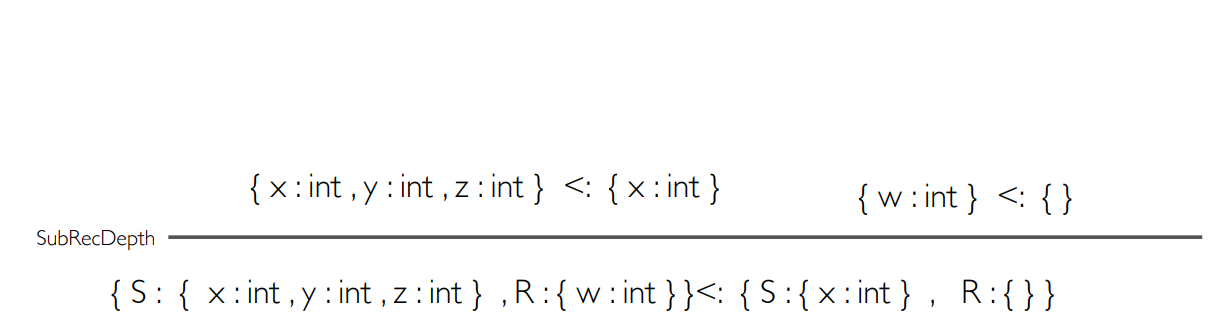 { x : int , y : int , z : int } <: { x : int }
{ w : int } <: { }
SubRecDepth
{ S : { x : int , y : int , z : int } , R : { w : int } } <: { S : { x : int } , R : { } }